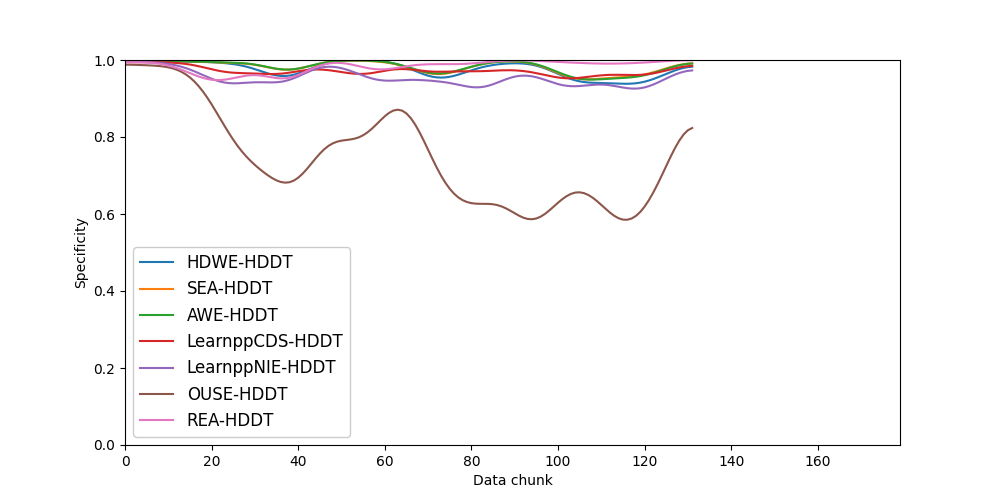 1.0
0.8
0.6
0.4
0.2
0.0
Specificity
HDWE-HDDT
SEA-HDDT
AWE-HDDT
LearnppCDS-HDDT
LearnppNIE-HDDT
OUSE-HDDT
REA-HDDT
0 20 40 60 80 100 120 140 160
Data chunk